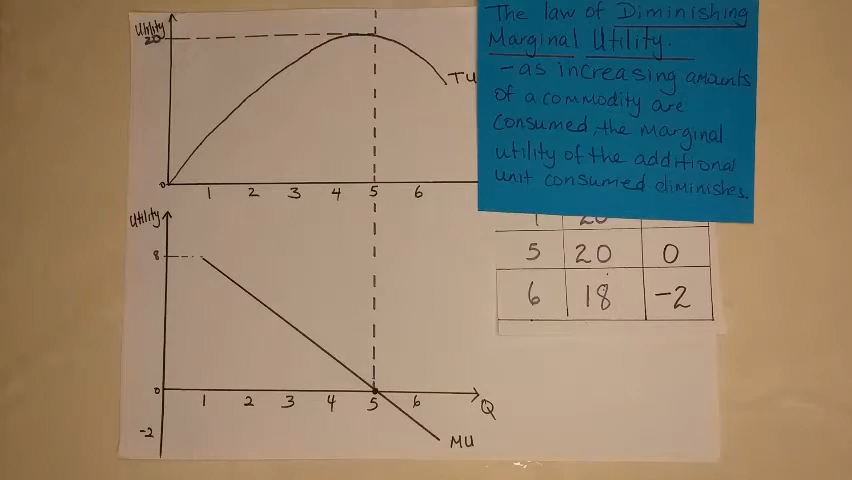 Utility
20
TU
0
1 2 3 4 5 6
Utility
8
0
1 2 3 4 5 6 Q
-2
MU
The law of Diminishing
Marginal Utility.
-as increasing amounts
of a commodity are
consumed, the marginal
utility of the additional
unit consumed diminishes.
20
5 20 0
6 18 -2